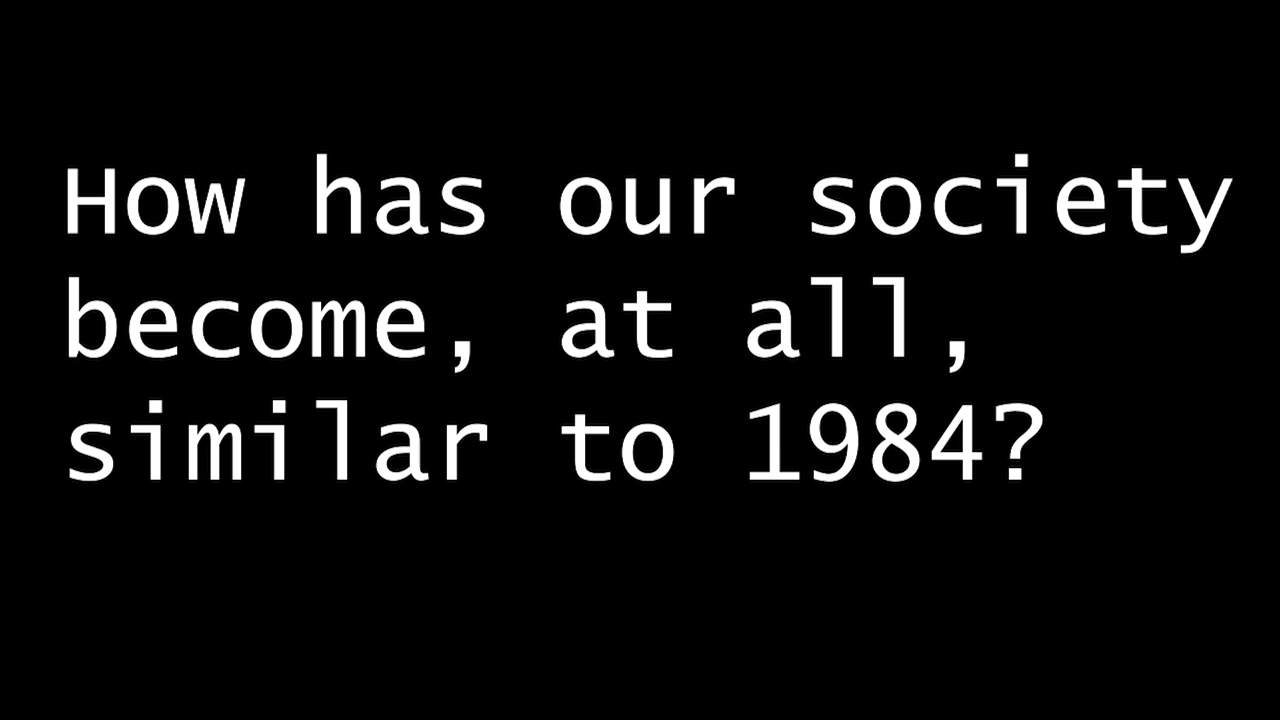 How has our society
become, at all,
similar to 1984?